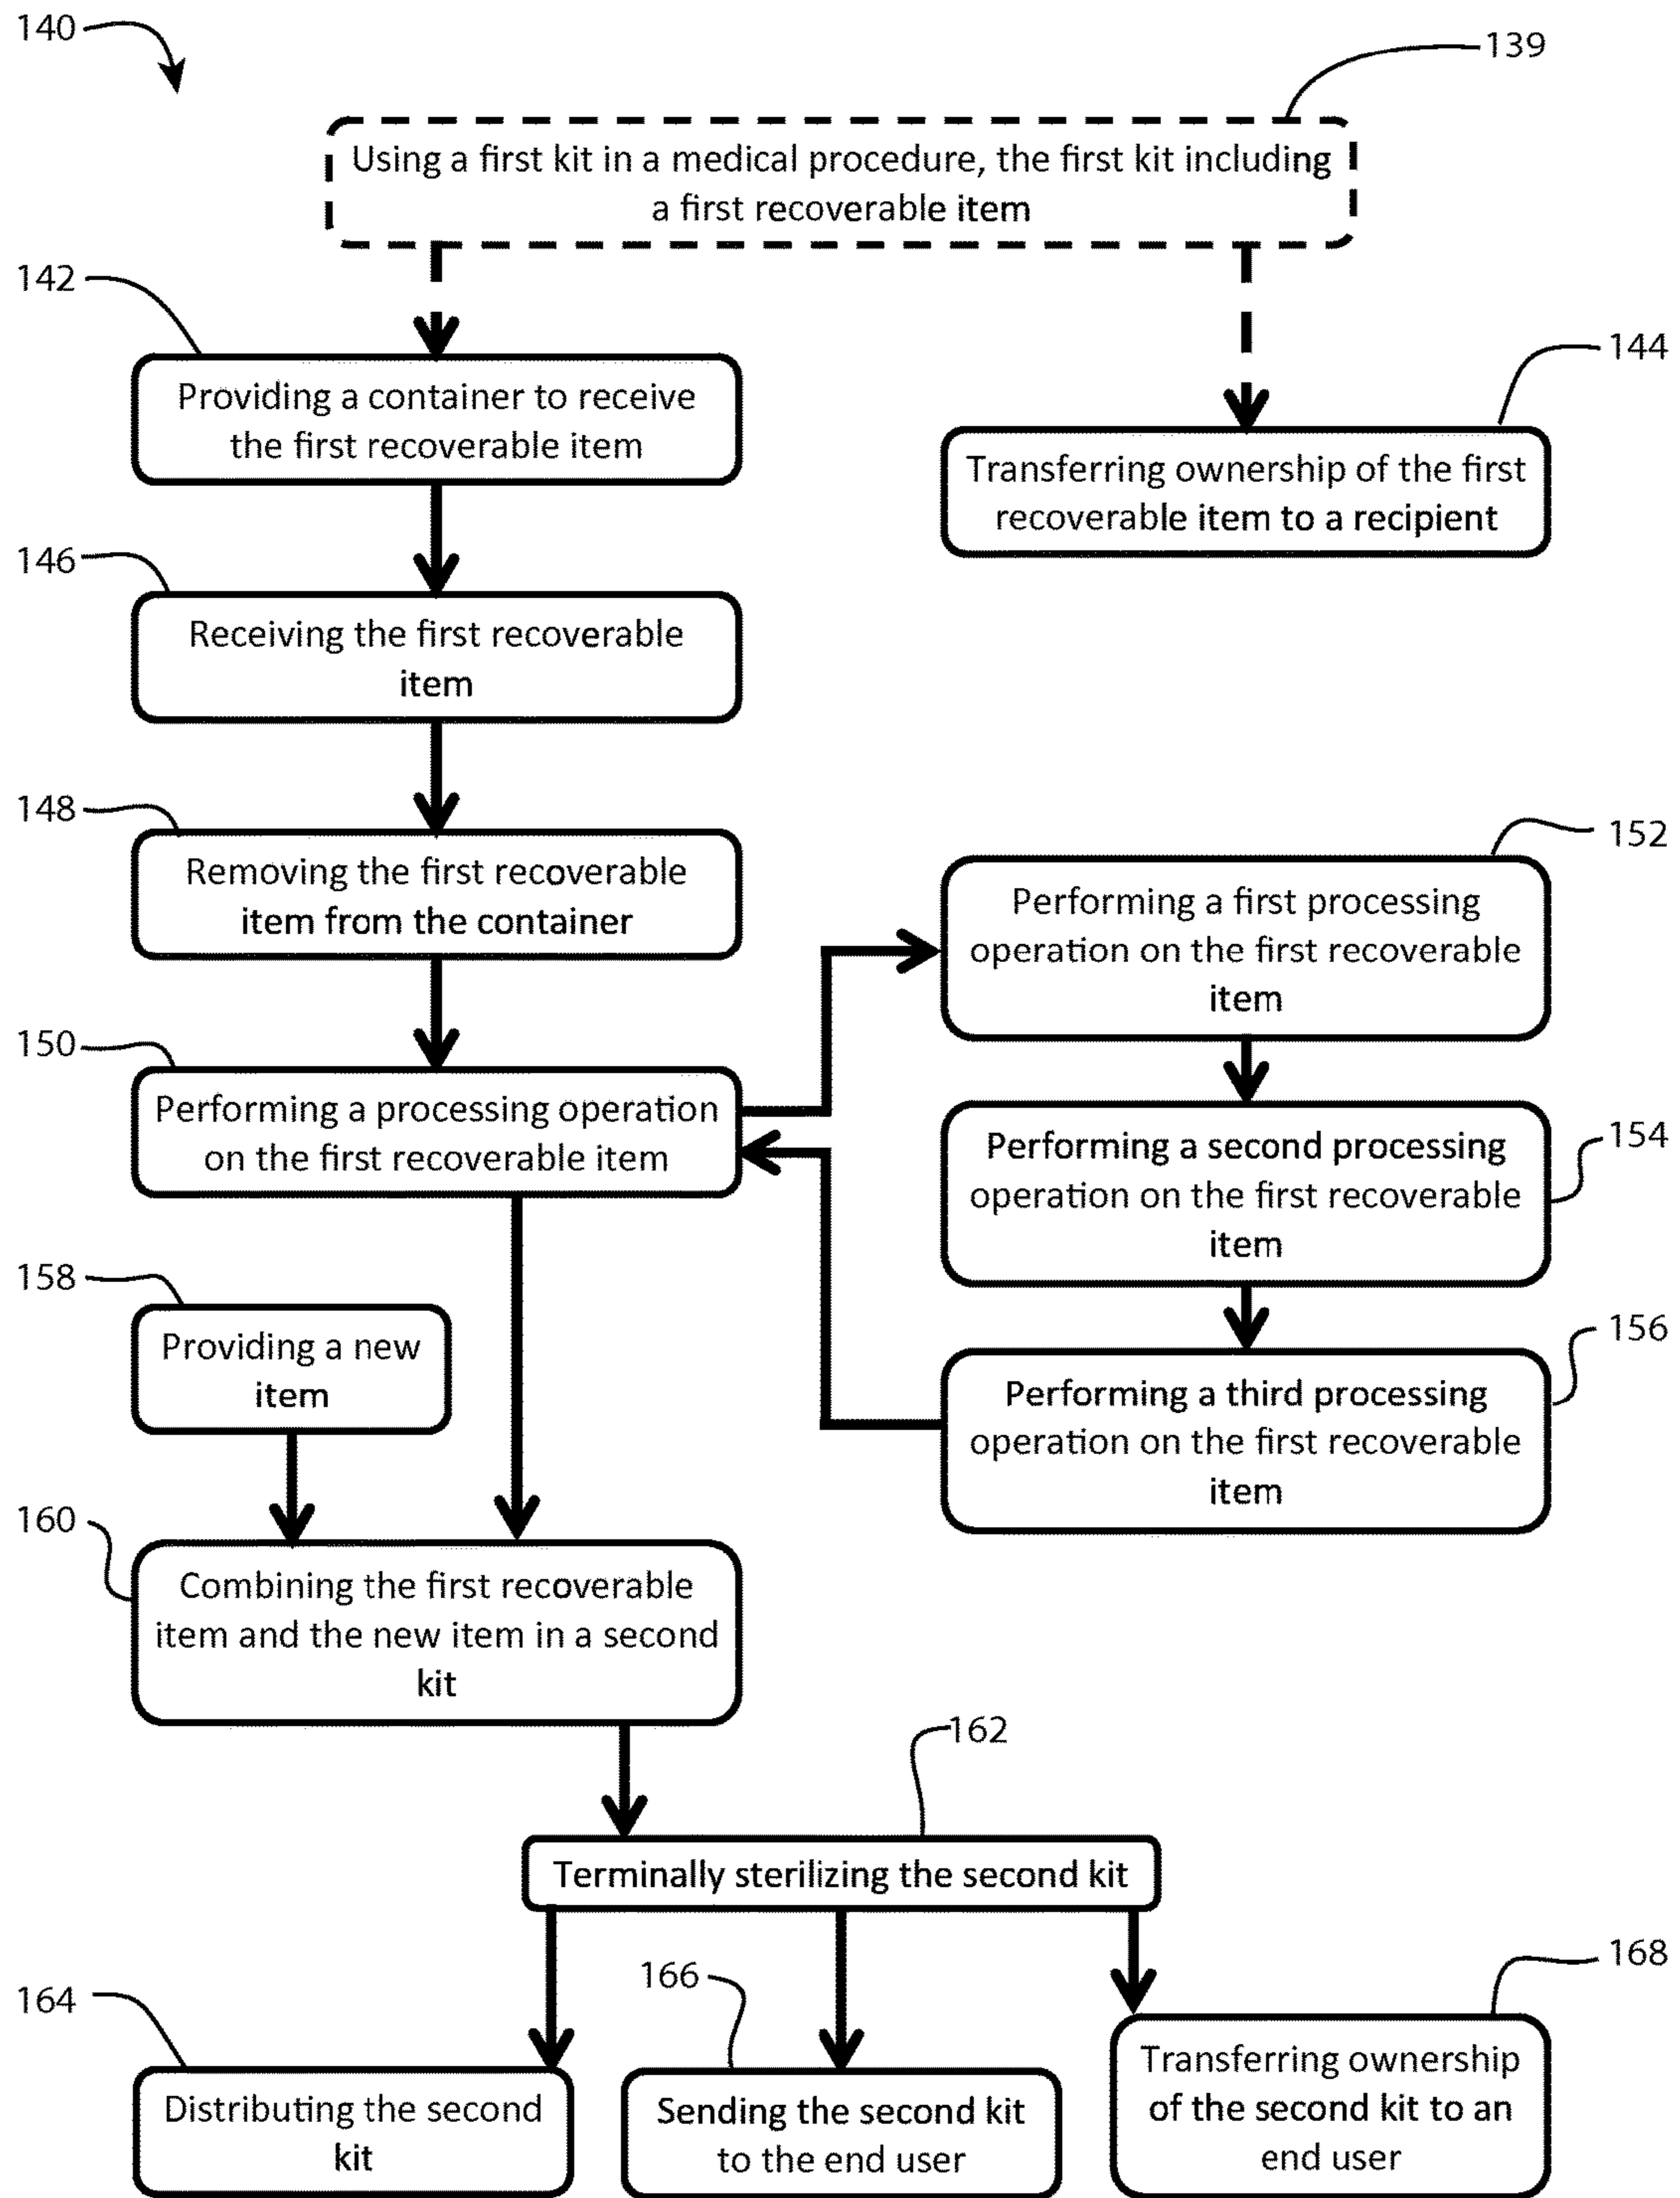 140
139
Using a first kit in a medical procedure, the first kit including
a first recoverable item
142
Providing a container to receive
the first recoverable item
144
Transferring ownership of the first
recoverable item to a recipient
146
Receiving the first recoverable
item
148
Removing the first recoverable
item from the container
152
Performing a first processing
operation on the first recoverable
item
150
Performing a processing operation
on the first recoverable item
154
Performing a second processing
operation on the first recoverable
item
158
Providing a new
item
156
Performing a third processing
operation on the first recoverable
item
160
Combining the first recoverable
item and the new item in a second
kit
162
Terminally sterilizing the second kit
164
Distributing the second
kit
166
Sending the second kit
to the end user
168
Transferring ownership
of the second kit to an
end user